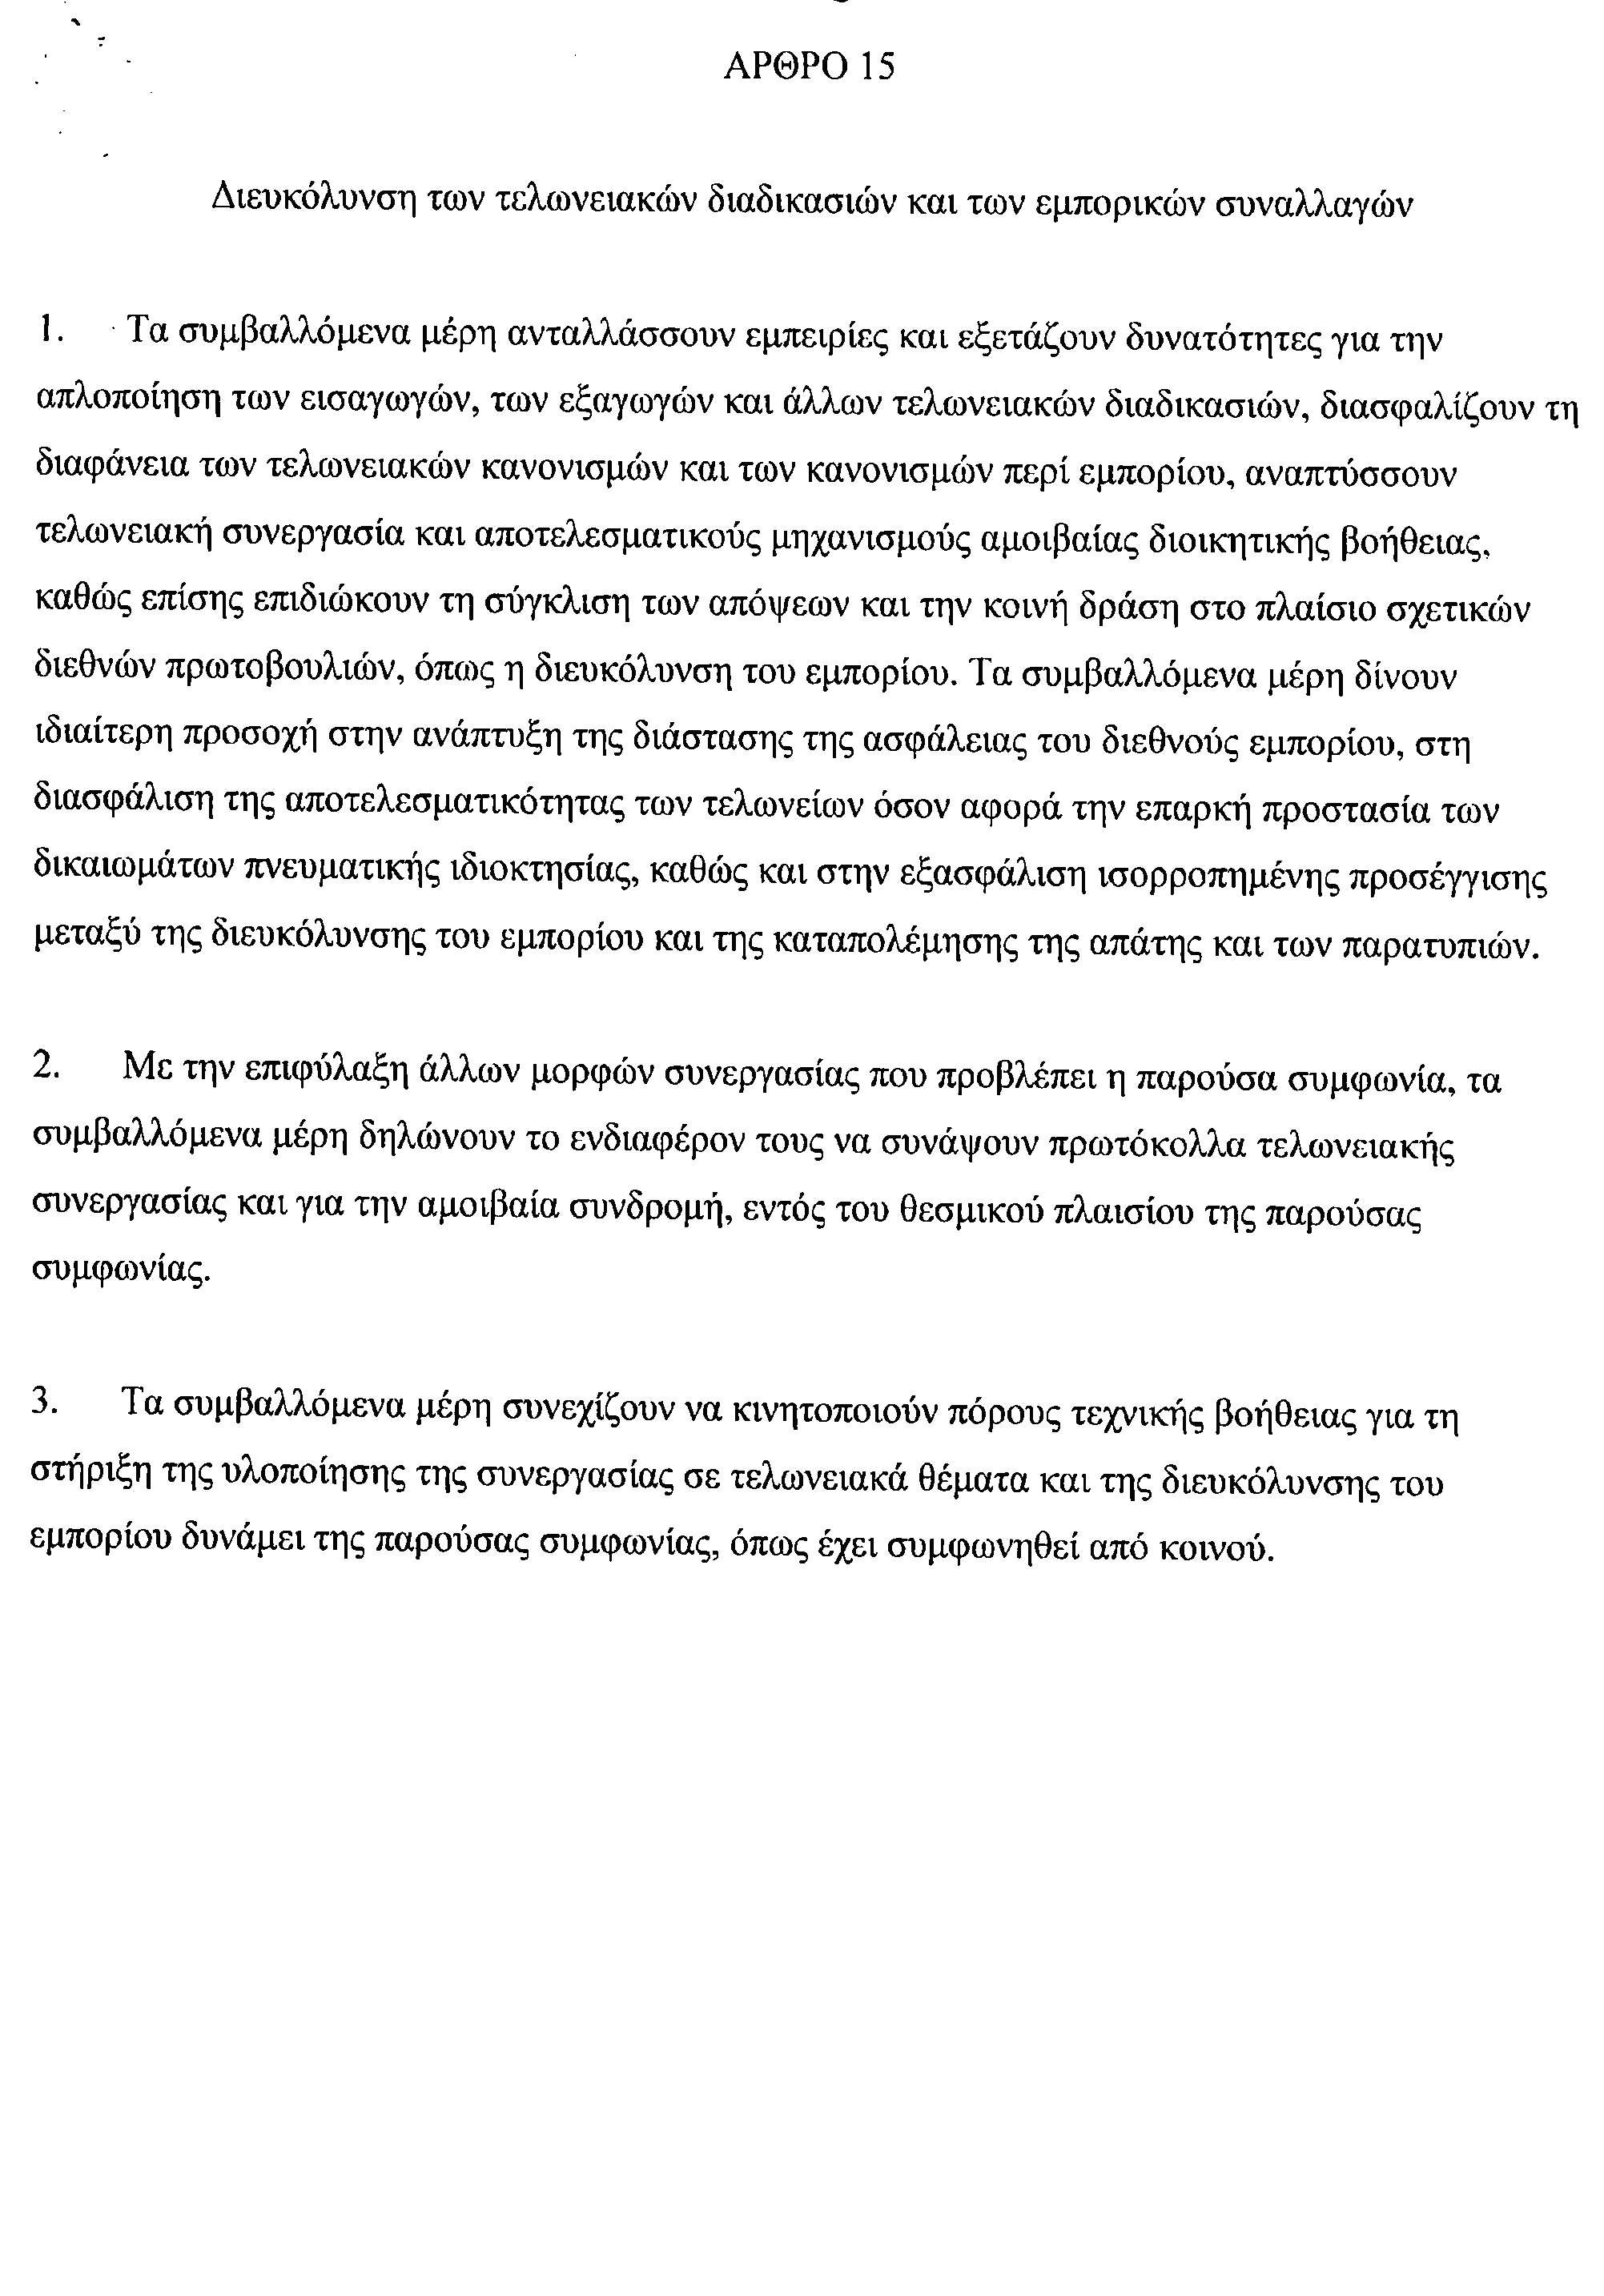 ΑΡΘΡΟ 15
Διευκόλυνση των τελωνειακών διαδικασιών και των εμπορικών συναλλαγών
1. Τα συμβαλλόμενα μέρη ανταλλάσσουν εμπειρίες και εξετάζουν δυνατότητες για την
απλοποίηση των εισαγωγών, των εξαγωγών και άλλων τελωνειακών διαδικασιών, διασφαλίζουν τη
διαφάνεια των τελωνειακών κανονισμών και των κανονισμών περί εμπορίου, αναπτύσσουν
τελωνειακή συνεργασία και αποτελεσματικούς μηχανισμούς αμοιβαίας διοικητικής βοήθειας,
καθώς επίσης επιδιώκουν τη σύγκλιση των απόψεων και την κοινή δράση στο πλαίσιο σχετικών
διεθνών πρωτοβουλιών, όπως η διευκόλυνση του εμπορίου. Τα συμβαλλόμενα μέρη δίνουν
ιδιαίτερη προσοχή στην ανάπτυξη της διάστασης της ασφάλειας του διεθνούς εμπορίου, στη
διασφάλιση της αποτελεσματικότητας των τελωνείων όσον αφορά την επαρκή προστασία των
δικαιωμάτων πνευματικής ιδιοκτησίας, καθώς και στην εξασφάλιση ισορροπημένης προσέγγισης
μεταξύ της διευκόλυνσης του εμπορίου και της καταπολέμησης της απάτης και των παρατυπιών.
2. Με την επιφύλαξη άλλων μορφών συνεργασίας που προβλέπει η παρούσα συμφωνία, τα
συμβαλλόμενα μέρη δηλώνουν το ενδιαφέρον τους να συνάψουν πρωτόκολλα τελωνειακής
συνεργασίας και για την αμοιβαία συνδρομή, εντός του θεσμικού πλαισίου της παρούσας
συμφωνίας.
3. Τα συμβαλλόμενα μέρη συνεχίζουν να κινητοποιούν πόρους τεχνικής βοήθειας για τη
στήριξη της υλοποίησης της συνεργασίας σε τελωνειακά θέματα και της διευκόλυνσης του
εμπορίου δυνάμει της παρούσας συμφωνίας, όπως έχει συμφωνηθεί από κοινού.